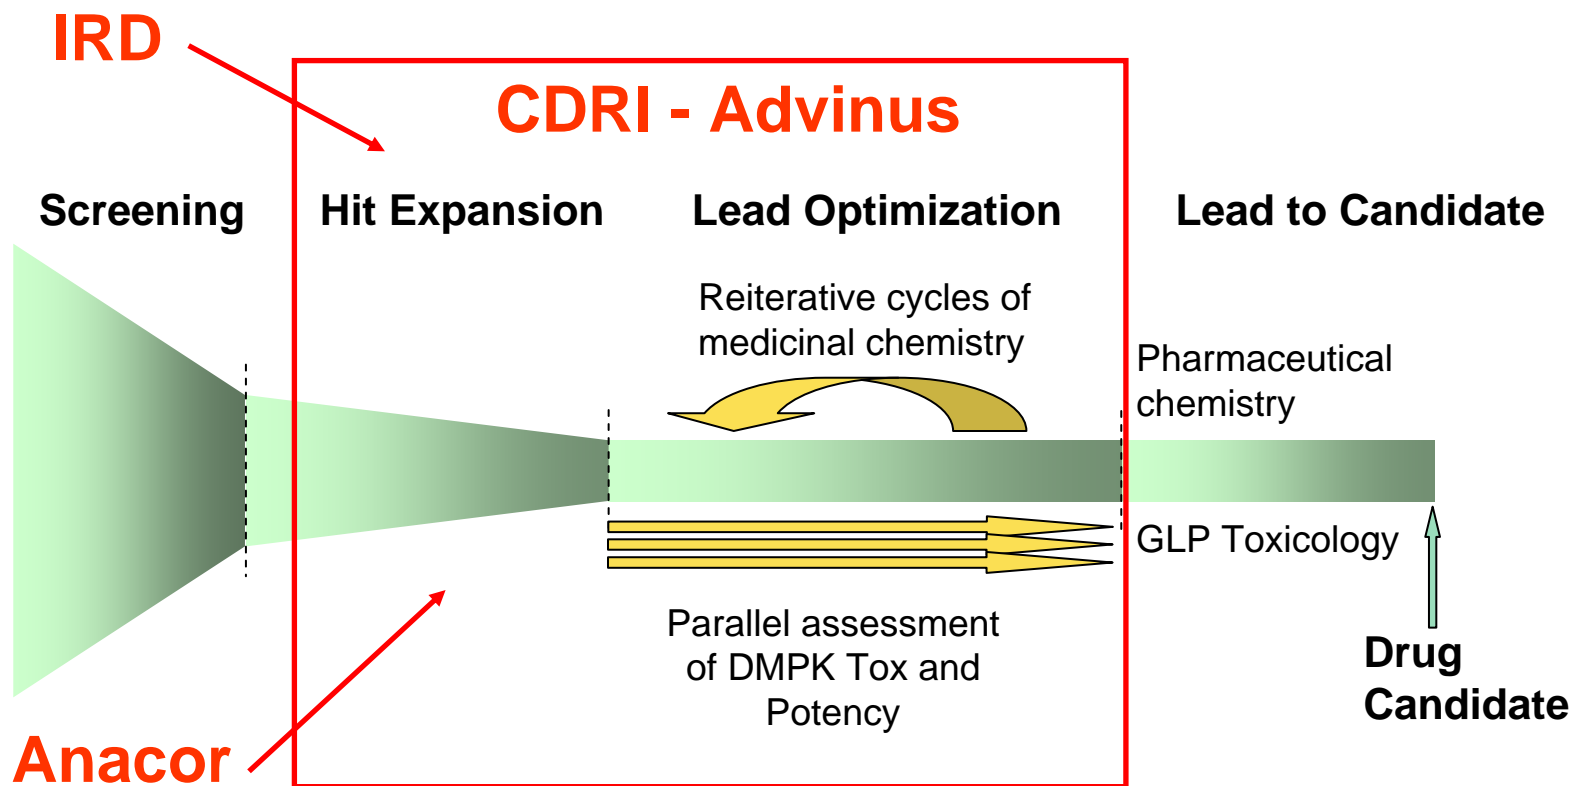 IRD
CDRI - Advinus
Screening
Hit Expansion
Lead Optimization
Lead to Candidate
Reiterative cycles of
medicinal chemistry
Pharmaceutical
chemistry
GLP Toxicology
Parallel assessment
of DMPK Tox and
Potency
Drug
Candidate
Anacor